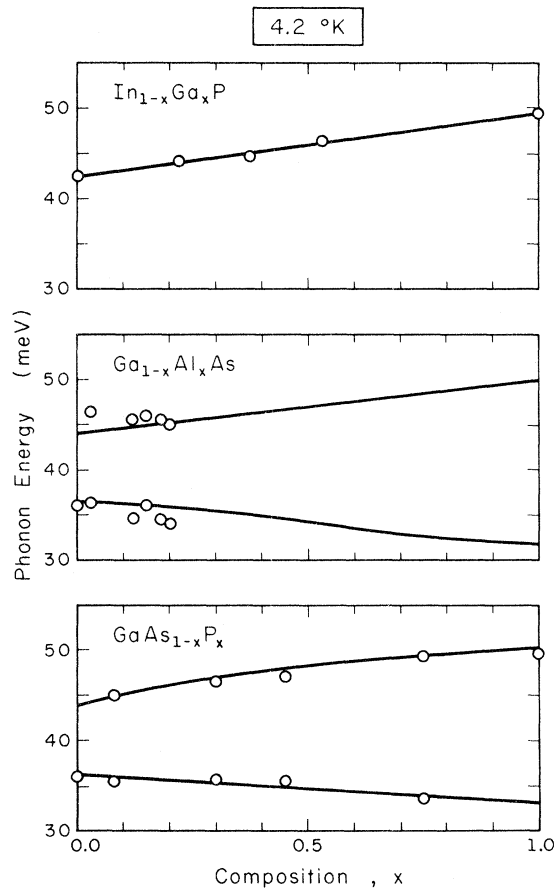 4.2 °K
In₁₋ₓGaₓP
50
40
30
Ga₁₋ₓAlₓAs
50
40
30
GaAs₁₋ₓPₓ
50
40
30
0.0 0.5 1.0
Phonon Energy (meV)
Composition , x